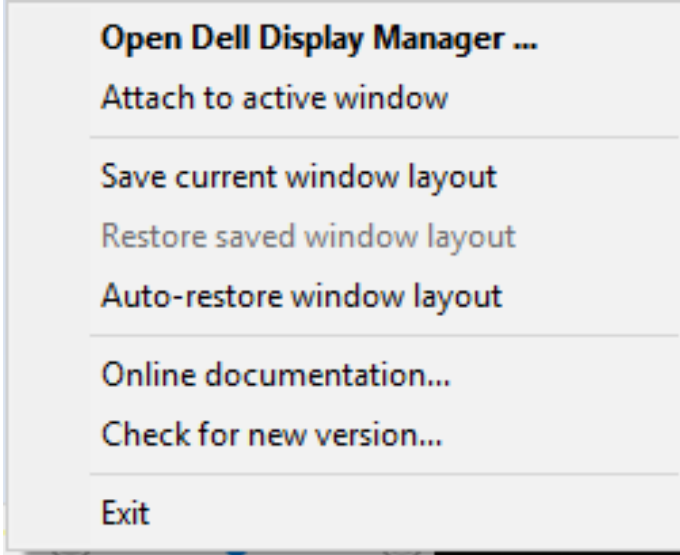 Open Dell Display Manager ...
Attach to active window
Save current window layout
Restore saved window layout
Auto-restore window layout
Online documentation...
Check for new version...
Exit